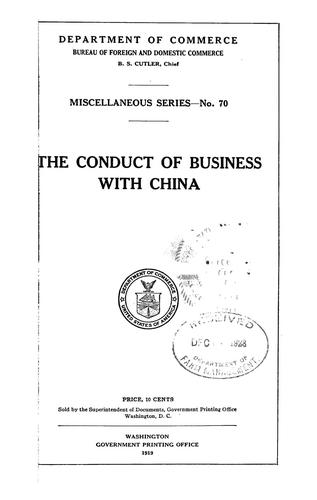 DEPARTMENT OF COMMERCE
BUREAU OF FOREIGN AND DOMESTIC COMMERCE
B. S. CUTLER, Chief
MISCELLANEOUS SERIES—No. 70
THE CONDUCT OF BUSINESS
WITH CHINA
DEPARTMENT OF COMMERCE
UNITED STATES OF AMERICA
RECEIVED
DEC 1928
DEPARTMENT OF
FARM MANAGEMENT
PRICE, 10 CENTS
Sold by the Superintendent of Documents, Government Printing Office
Washington, D. C.
WASHINGTON
GOVERNMENT PRINTING OFFICE
1919